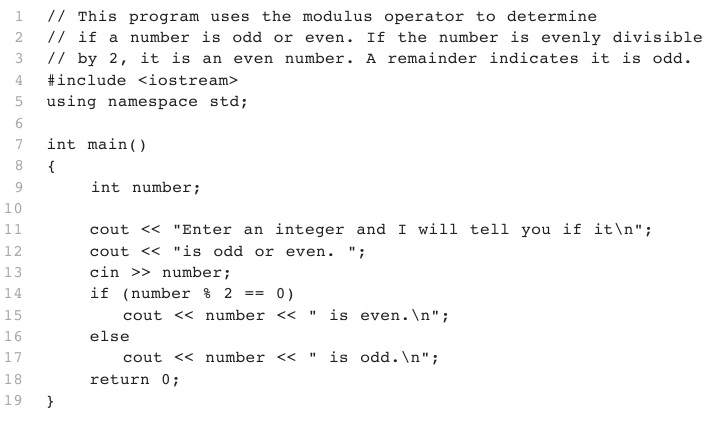 1 // This program uses the modulus operator to determine
2 // if a number is odd or even. If the number is evenly divisible
3 // by 2, it is an even number. A remainder indicates it is odd.
4 #include <iostream>
5 using namespace std;
6
7 int main()
8 {
9     int number;
10
11     cout << "Enter an integer and I will tell you if it\n";
12     cout << "is odd or even. ";
13     cin >> number;
14     if (number % 2 == 0)
15        cout << number << " is even.\n";
16     else
17        cout << number << " is odd.\n";
18     return 0;
19 }